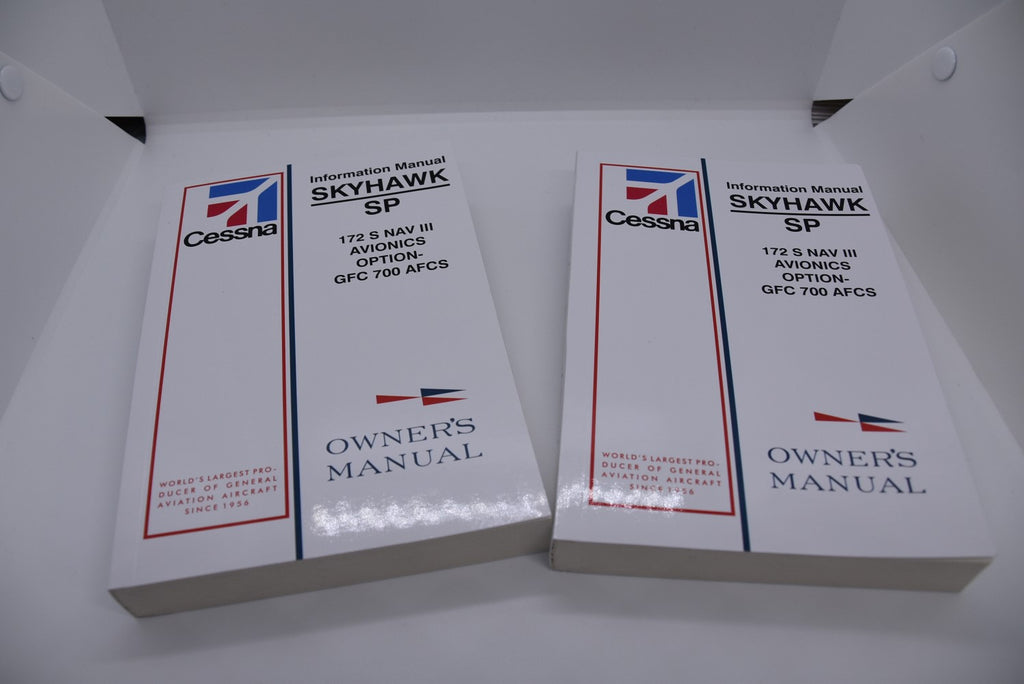 Cessna
Information Manual
SKYHAWK
SP
172 S NAV III
AVIONICS
OPTION-
GFC 700 AFCS
OWNER'S
MANUAL
WORLD'S LARGEST PRO-
DUCER OF GENERAL
AVIATION AIRCRAFT
SINCE 1956
Cessna
Information Manual
SKYHAWK
SP
172 S NAV III
AVIONICS
OPTION-
GFC 700 AFCS
OWNER'S
MANUAL
WORLD'S LARGEST PRO-
DUCER OF GENERAL
AVIATION AIRCRAFT
SINCE 1956